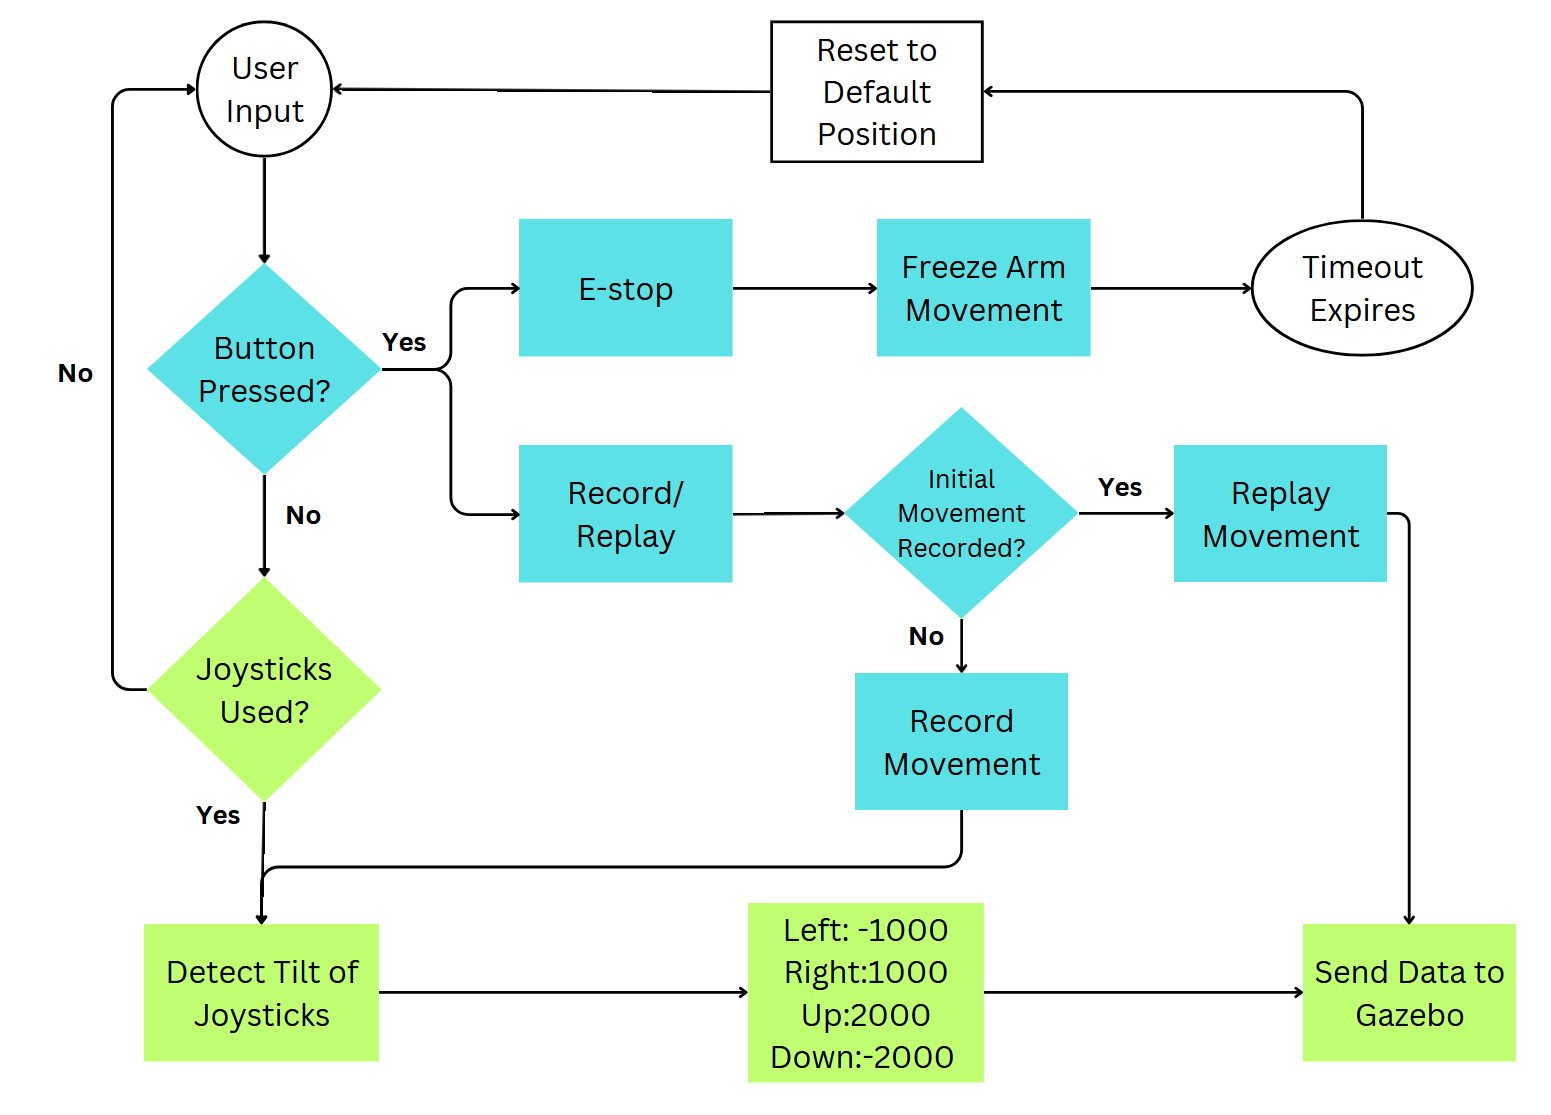 User
Input
Reset to
Default
Position
E-stop
Freeze Arm
Movement
Timeout
Expires
Button
Pressed?
Yes
No
No
Record/
Replay
Initial
Movement
Recorded?
Yes
Replay
Movement
No
Joysticks
Used?
Yes
Record
Movement
Detect Tilt of
Joysticks
Left: -1000
Right:1000
Up:2000
Down:-2000
Send Data to
Gazebo